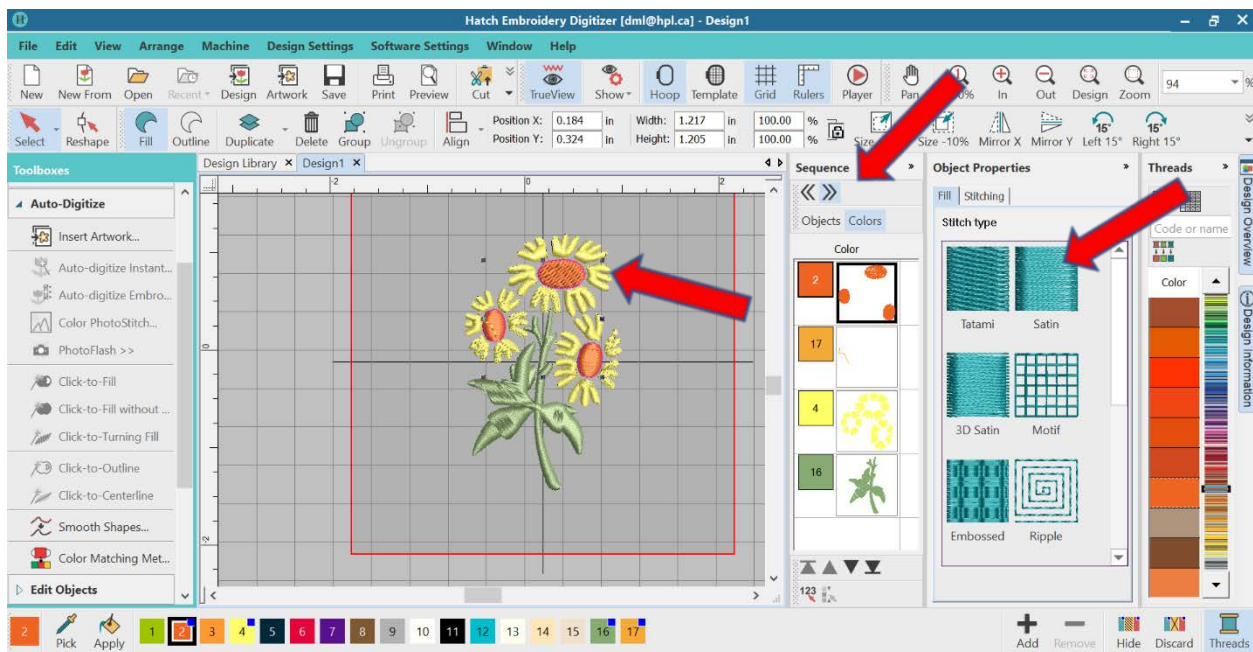 Hatch Embroidery Digitizer [dml@hpl.ca] - Design1
File Edit View Arrange Machine Design Settings Software Settings Window Help
New New From Open Recent Design Artwork Save Print Preview Cut TrueView Show Hoop Template Grid Rulers Player Pan In Out Design Zoom 94 %
Select Reshape Fill Outline Duplicate Delete Group Ungroup Align Position X: 0.184 in Width: 1.217 in 100.00 % Size -10% Mirror X Mirror Y Left 15° Right 15°
Position Y: 0.324 in Height: 1.205 in 100.00 %
15° 15°
Toolboxes
Design Library Design1
Sequence
Object Properties
Threads
-2 0 2
0
-2
Auto-Digitize
Insert Artwork...
Auto-digitize Instant...
Auto-digitize Embro...
Color PhotoStitch...
PhotoFlash >>
Click-to-Fill
Click-to-Fill without ...
Click-to-Turning Fill
Click-to-Outline
Click-to-Centerline
Smooth Shapes...
Color Matching Met...
Edit Objects
Objects Colors
Color
2
17
4
16
123
Fill Stitching
Stitch type
Tatami Satin
3D Satin Motif
Embossed Ripple
Code or name
Color
Design Overview
Design Information
2 Pick Apply 1 2 3 4 5 6 7 8 9 10 11 12 13 14 15 16 17 Add Remove Hide Discard Threads